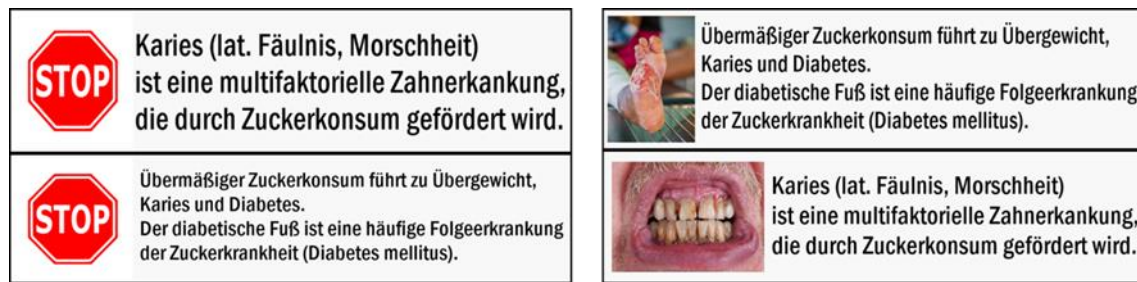 STOP
Karies (lat. Fäulnis, Morschheit)
ist eine multifaktorielle Zahnerkankung,
die durch Zuckerkonsum gefördert wird.
STOP
Übermäßiger Zuckerkonsum führt zu Übergewicht,
Karies und Diabetes.
Der diabetische Fuß ist eine häufige Folgeerkrankung
der Zuckerkrankheit (Diabetes mellitus).
Übermäßiger Zuckerkonsum führt zu Übergewicht,
Karies und Diabetes.
Der diabetische Fuß ist eine häufige Folgeerkrankung
der Zuckerkrankheit (Diabetes mellitus).
Karies (lat. Fäulnis, Morschheit)
ist eine multifaktorielle Zahnerkankung,
die durch Zuckerkonsum gefördert wird.